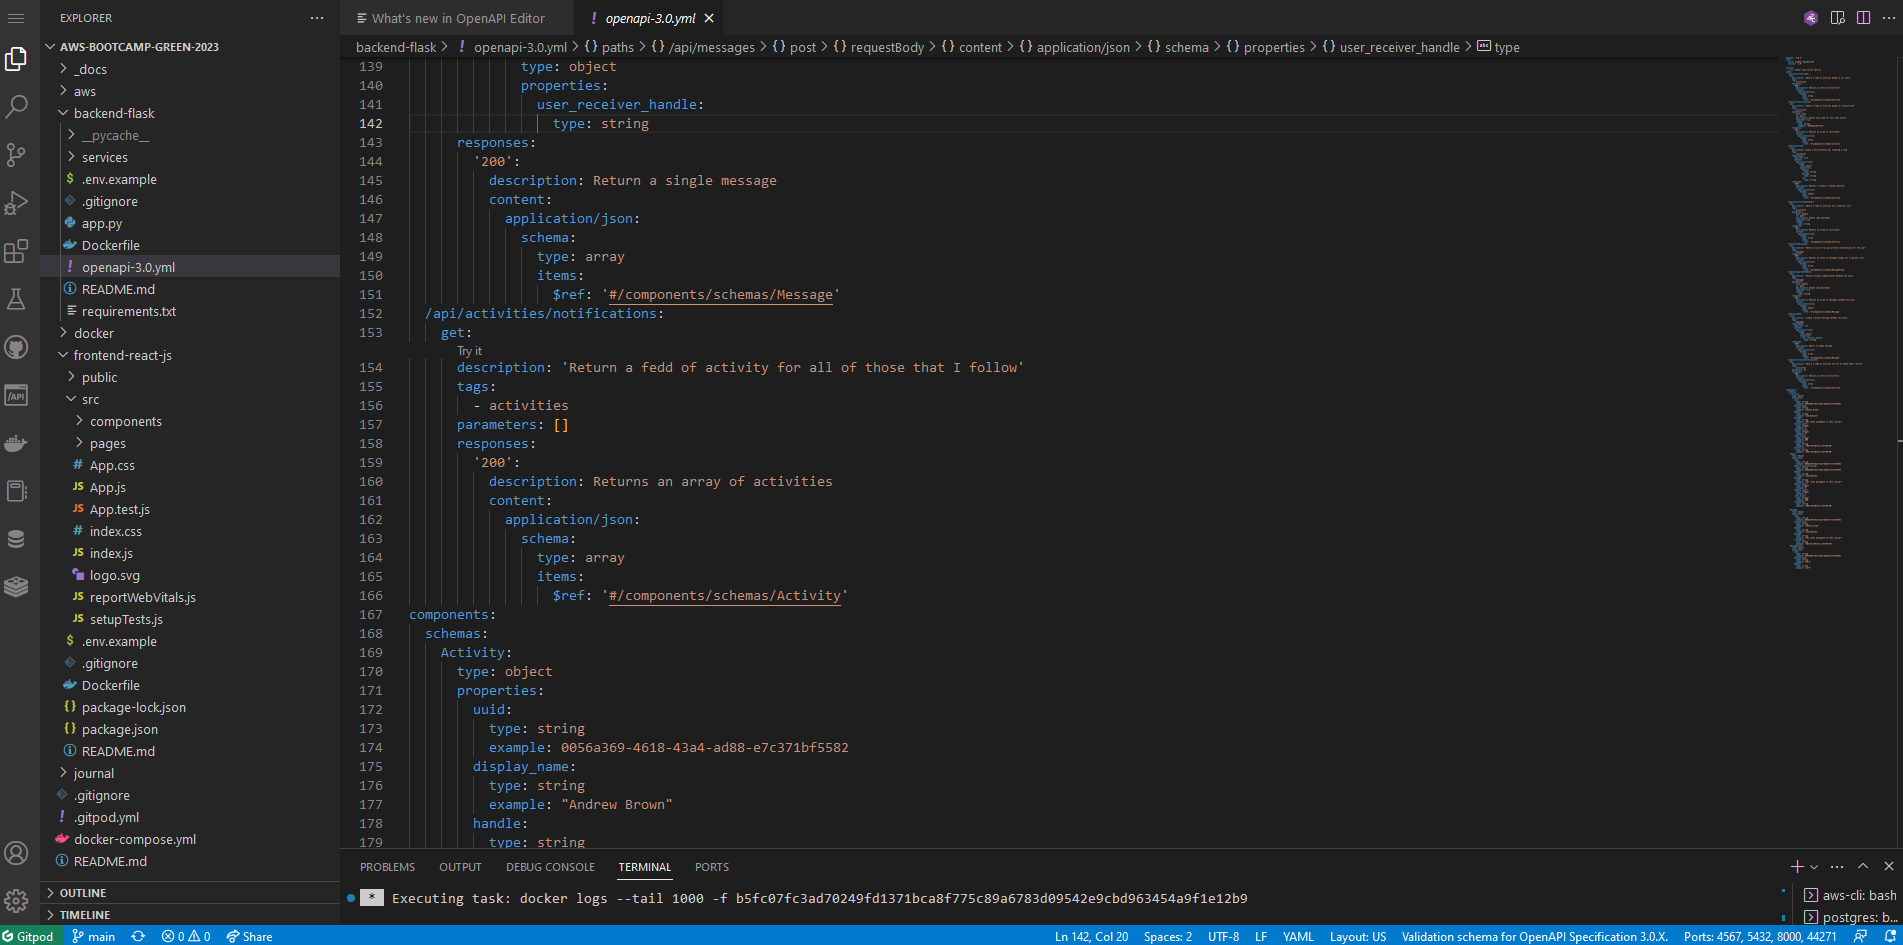 EXPLORER
AWS-BOOTCAMP-GREEN-2023
_docs
aws
backend-flask
__pycache__
services
$ .env.example
.gitignore
app.py
Dockerfile
! openapi-3.0.yml
README.md
requirements.txt
docker
frontend-react-js
public
src
components
pages
# App.css
JS App.js
JS App.test.js
# index.css
JS index.js
logo.svg
JS reportWebVitals.js
JS setupTests.js
$ .env.example
.gitignore
Dockerfile
{} package-lock.json
{} package.json
README.md
journal
.gitignore
! .gitpod.yml
docker-compose.yml
README.md
OUTLINE
TIMELINE
What's new in OpenAPI Editor
! openapi-3.0.yml
backend-flask > ! openapi-3.0.yml > {} paths > {} /api/messages > {} post > {} requestBody > {} content > {} application/json > {} schema > {} properties > {} user_receiver_handle > abc type
139 type: object
140 properties:
141 user_receiver_handle:
142 type: string
143 responses:
144 '200':
145 description: Return a single message
146 content:
147 application/json:
148 schema:
149 type: array
150 items:
151 $ref: '#/components/schemas/Message'
152 /api/activities/notifications:
153 get:
Try it
154 description: 'Return a fedd of activity for all of those that I follow'
155 tags:
156 - activities
157 parameters: []
158 responses:
159 '200':
160 description: Returns an array of activities
161 content:
162 application/json:
163 schema:
164 type: array
165 items:
166 $ref: '#/components/schemas/Activity'
167 components:
168 schemas:
169 Activity:
170 type: object
171 properties:
172 uuid:
173 type: string
174 example: 0056a369-4618-43a4-ad88-e7c371bf5582
175 display_name:
176 type: string
177 example: "Andrew Brown"
178 handle:
179 type: string
PROBLEMS OUTPUT DEBUG CONSOLE TERMINAL PORTS
* Executing task: docker logs --tail 1000 -f b5fc07fc3ad70249fd1371bca8f775c89a6783d09542e9cbd963454a9f1e12b9
aws-cli: bash
postgres: b...
Gitpod main 0 0 Share
Ln 142, Col 20 Spaces: 2 UTF-8 LF YAML Layout: US Validation schema for OpenAPI Specification 3.0.X. Ports: 4567, 5432, 8000, 44271